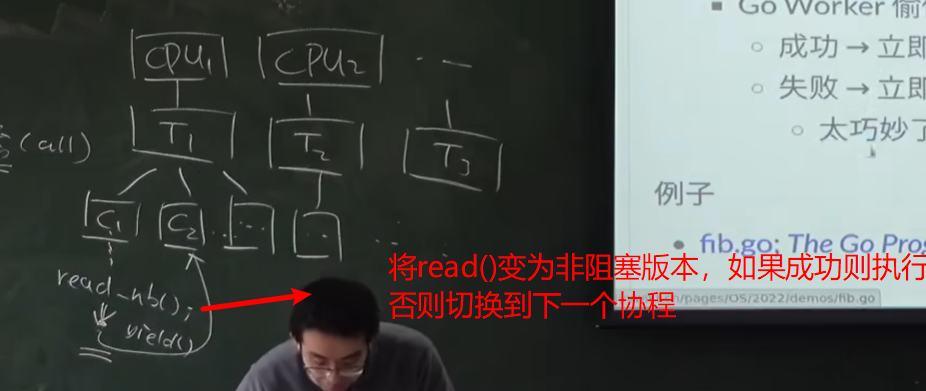 CPU1
CPU2
T1
T2
T3
(all)
C1
C2
read_nb();
yield()
Go Worker 偷
成功 → 立即
失败 → 立即
太巧妙了
例子
fib.go; The Go Pro
将read()变为非阻塞版本，如果成功则执行
否则切换到下一个协程
/pages/OS/2022/demos/fib.go